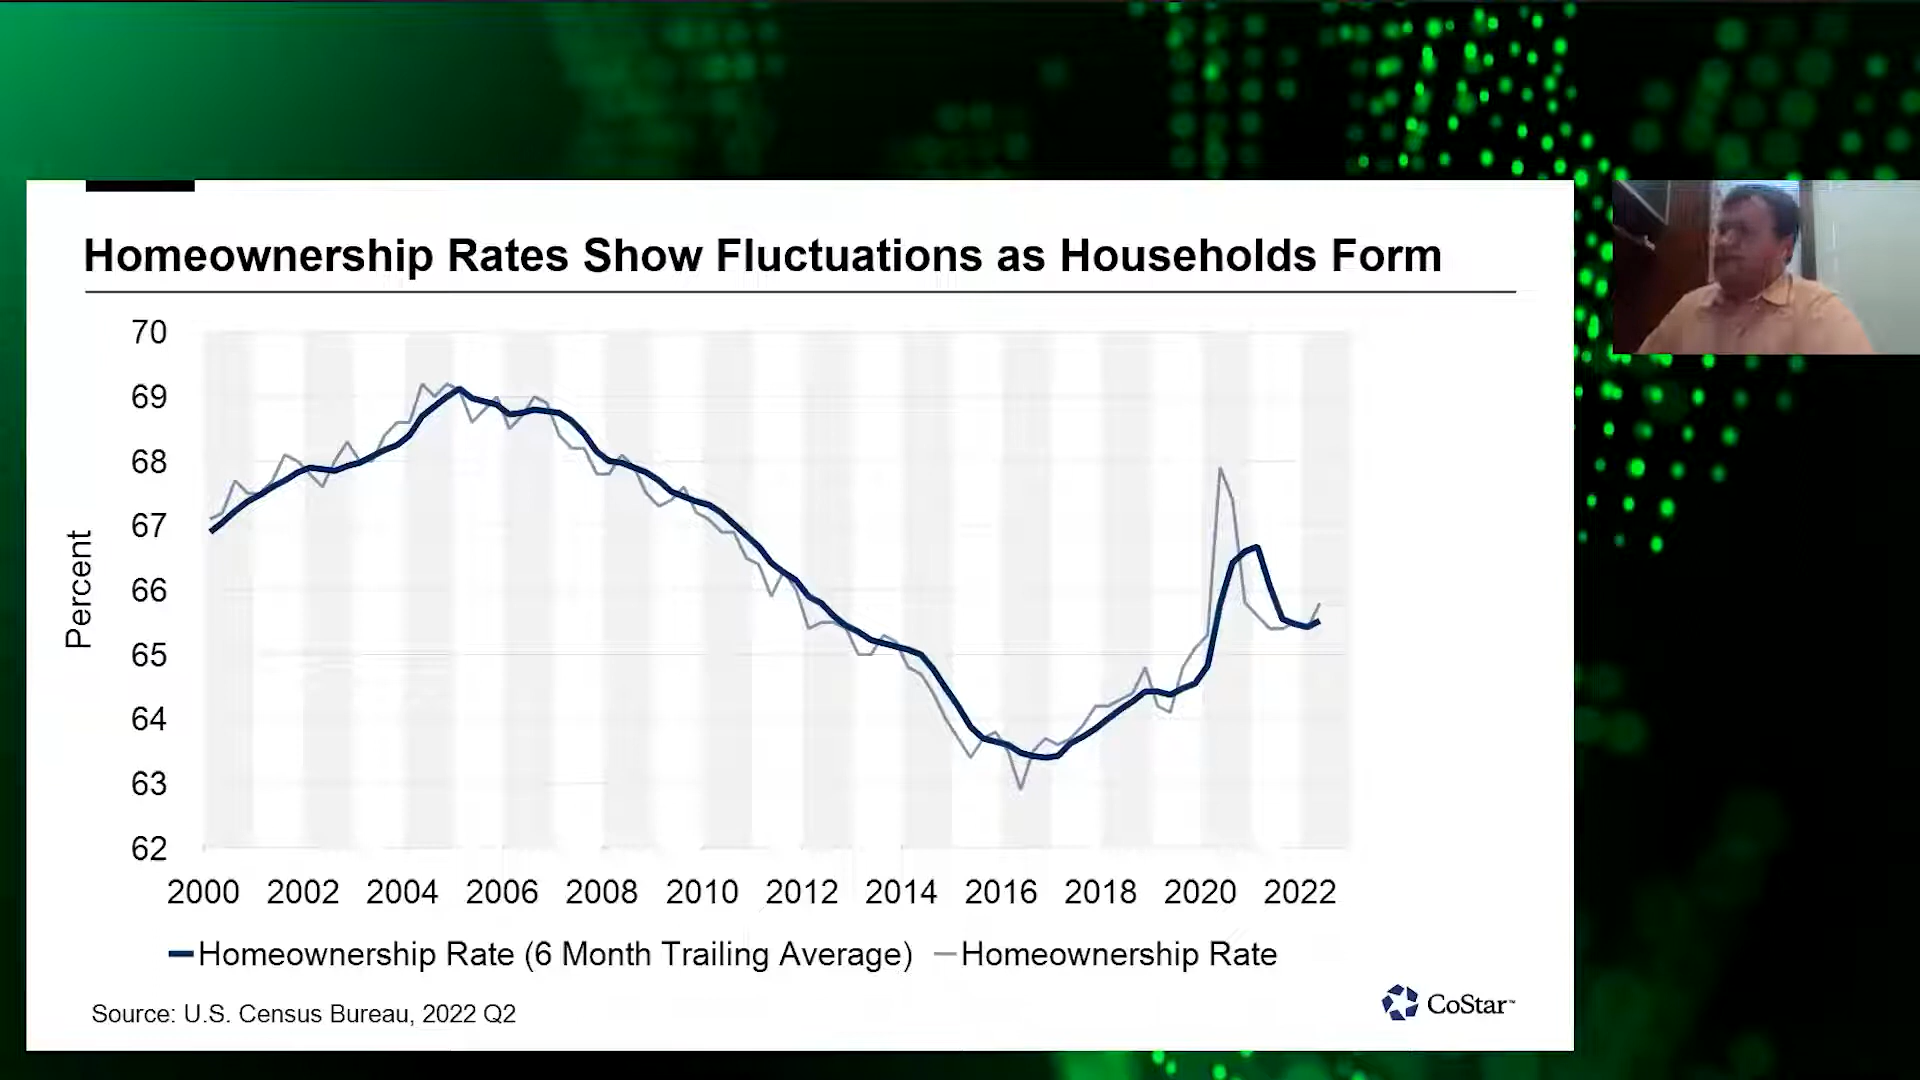 Homeownership Rates Show Fluctuations as Households Form
70
69
68
67
66
65
64
63
62
Percent
2000 2002 2004 2006 2008 2010 2012 2014 2016 2018 2020 2022
Homeownership Rate (6 Month Trailing Average) Homeownership Rate
Source: U.S. Census Bureau, 2022 Q2
CoStar™